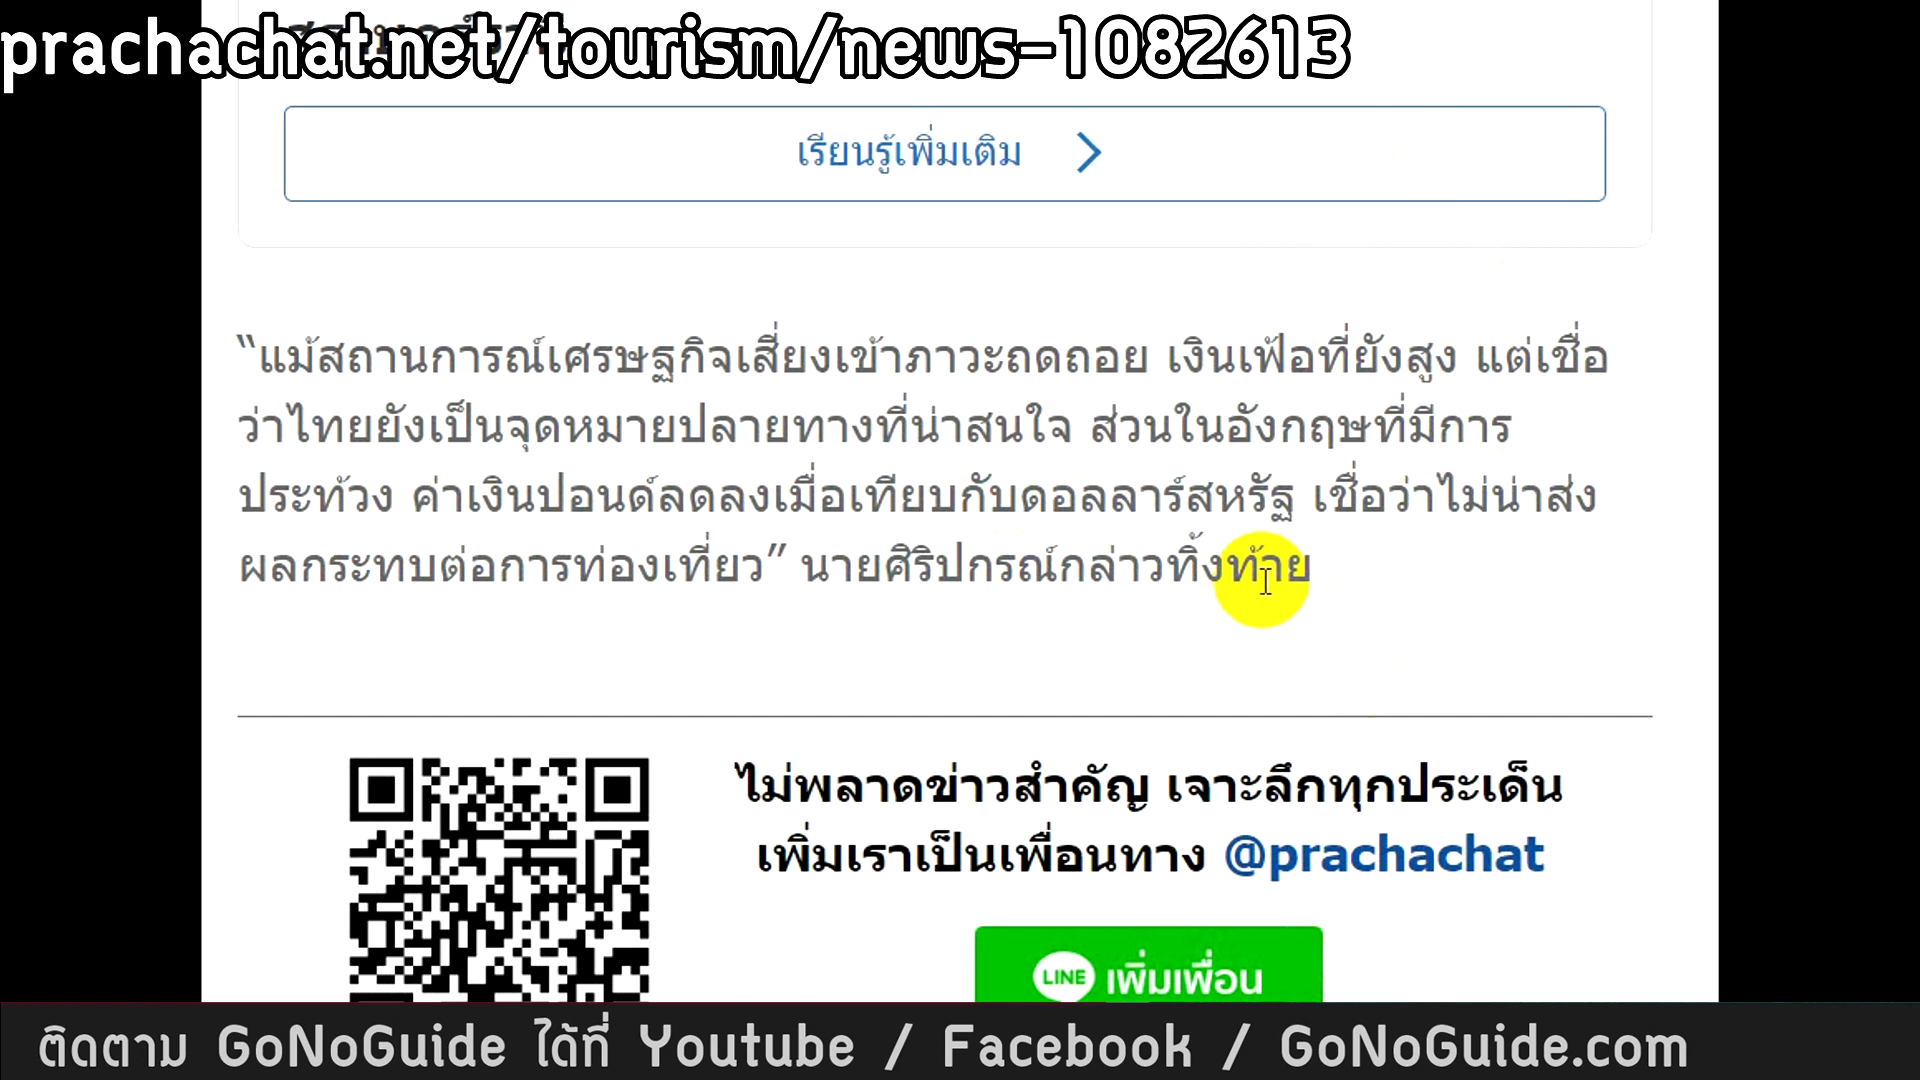 prachachat.net/tourism/news-1082613
เรียนรู้เพิ่มเติม
“แม้สถานการณ์เศรษฐกิจเสี่ยงเข้าภาวะถดถอย เงินเฟ้อที่ยังสูง แต่เชื่อ
ว่าไทยยังเป็นจุดหมายปลายทางที่น่าสนใจ ส่วนในอังกฤษที่มีการ
ประท้วง ค่าเงินปอนด์ลดลงเมื่อเทียบกับดอลลาร์สหรัฐ เชื่อว่าไม่น่าส่ง
ผลกระทบต่อการท่องเที่ยว” นายศิริปกรณ์กล่าวทิ้งท้าย
ไม่พลาดข่าวสำคัญ เจาะลึกทุกประเด็น
เพิ่มเราเป็นเพื่อนทาง @prachachat
LINE เพิ่มเพื่อน
ติดตาม GoNoGuide ได้ที่ Youtube / Facebook / GoNoGuide.com